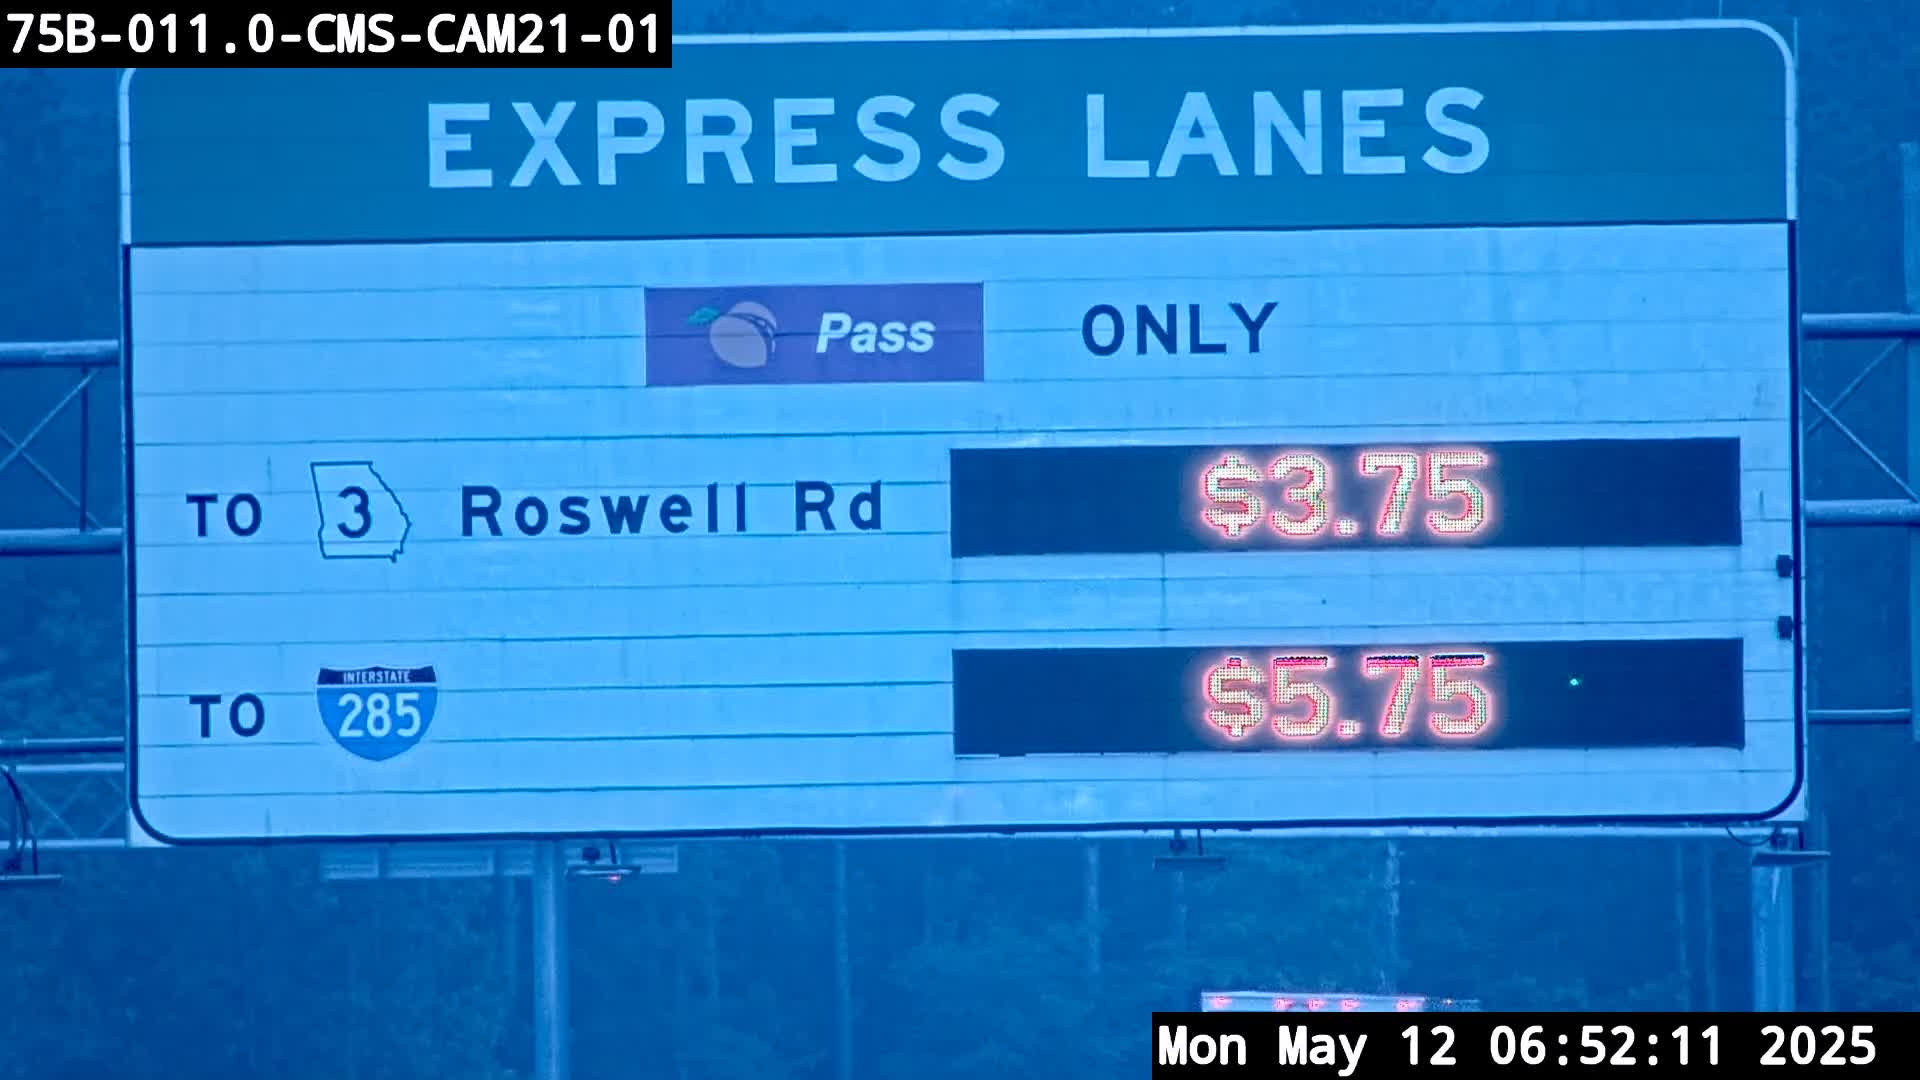 75B-011.0-CMS-CAM21-01
EXPRESS LANES
Pass ONLY
TO 3 Roswell Rd $3.75
INTERSTATE
TO 285 $5.75
Mon May 12 06:52:11 2025